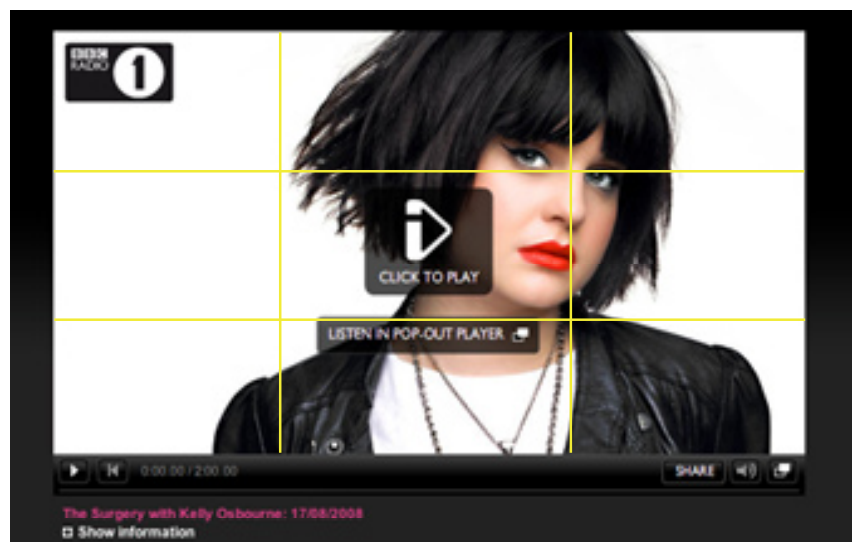 BBC
RADIO 1
CLICK TO PLAY
LISTEN IN POP-OUT PLAYER
0:00.00 / 2:00.00 SHARE
The Surgery with Kelly Osbourne: 17/08/2008
Show information